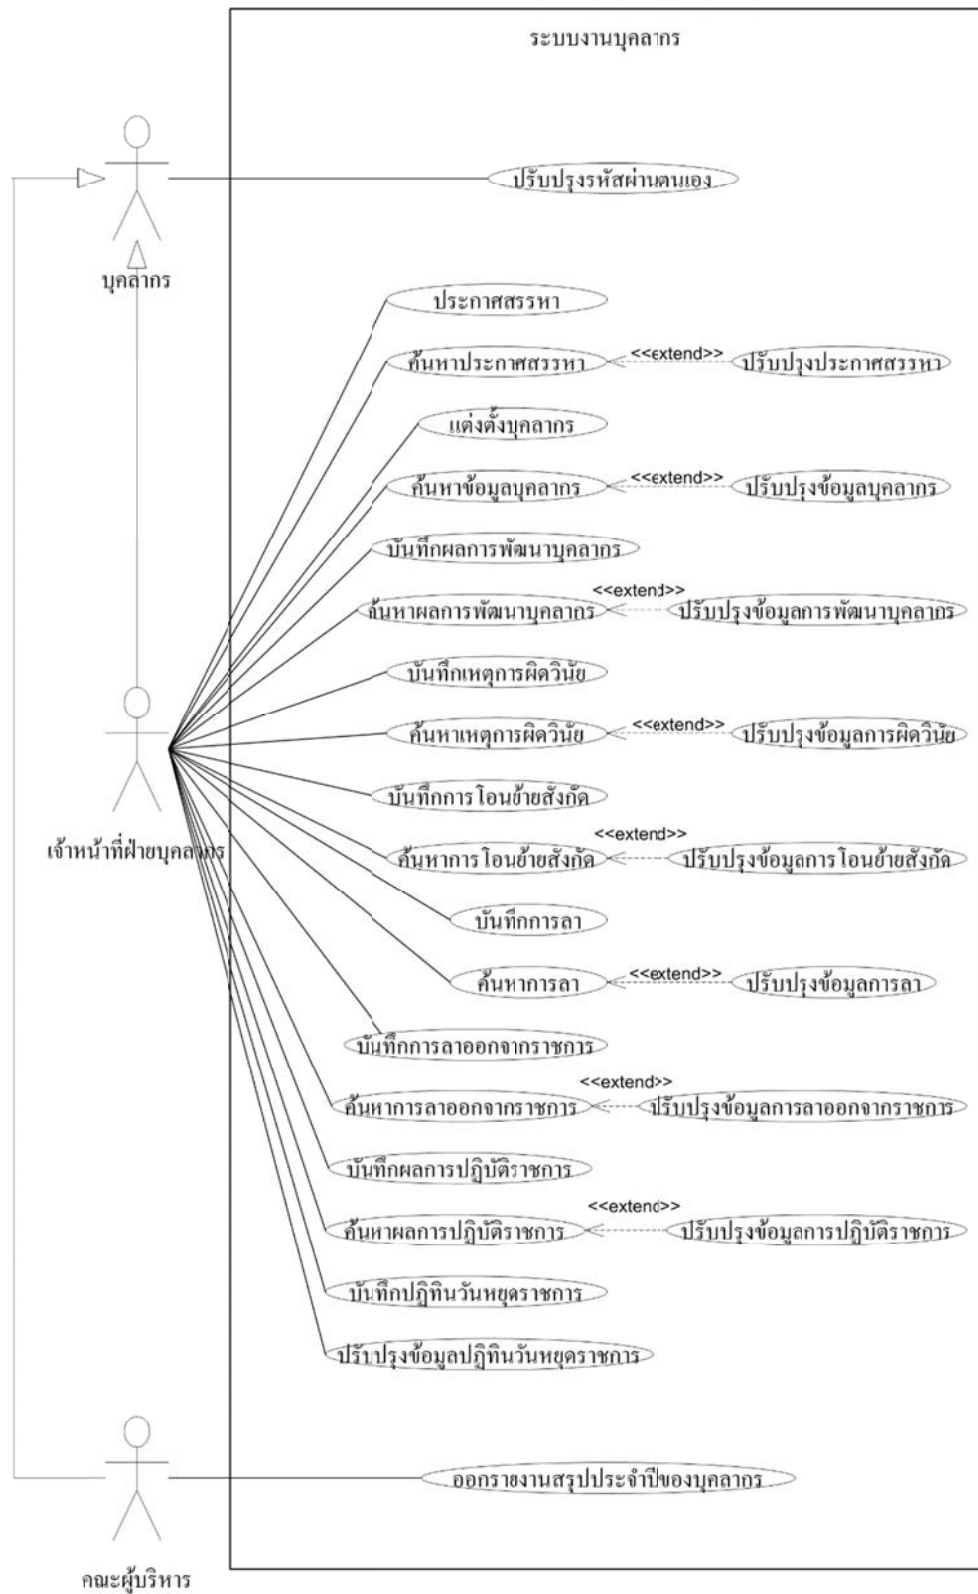 ระบบงานบุคลากร
ปรับปรุงรหัสผ่านตนเอง
บุคลากร
ประกาศสรรหา
ค้นหาประกาศสรรหา <<extend>> ปรับปรุงประกาศสรรหา
แต่งตั้งบุคลากร
ค้นหาข้อมูลบุคลากร <<extend>> ปรับปรุงข้อมูลบุคลากร
บันทึกผลการพัฒนาบุคลากร
ค้นหาผลการพัฒนาบุคลากร <<extend>> ปรับปรุงข้อมูลการพัฒนาบุคลากร
บันทึกเหตุการผิดวินัย
ค้นหาเหตุการผิดวินัย <<extend>> ปรับปรุงข้อมูลการผิดวินัย
บันทึกการโอนย้ายสังกัด
เจ้าหน้าที่ฝ่ายบุคลากร
ค้นหาการโอนย้ายสังกัด <<extend>> ปรับปรุงข้อมูลการโอนย้ายสังกัด
บันทึกการลา
ค้นหาการลา <<extend>> ปรับปรุงข้อมูลการลา
บันทึกการลาออกจากราชการ
ค้นหาการลาออกจากราชการ <<extend>> ปรับปรุงข้อมูลการลาออกจากราชการ
บันทึกผลการปฏิบัติราชการ
ค้นหาผลการปฏิบัติราชการ <<extend>> ปรับปรุงข้อมูลการปฏิบัติราชการ
บันทึกปฏิทินวันหยุดราชการ
ปรับปรุงข้อมูลปฏิทินวันหยุดราชการ
ออกรายงานสรุปประจำปีของบุคลากร
คณะผู้บริหาร